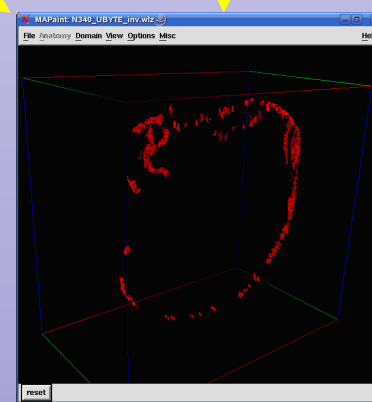 MAPaint: N340_UBYTE_inv.wlz
File Anatomy Domain View Options Misc Hel
reset